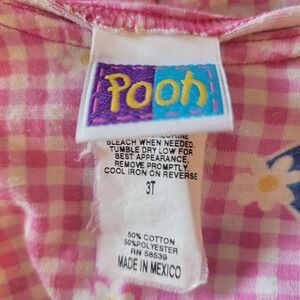 Pooh
BLEACH WHEN NEEDED.
TUMBLE DRY LOW FOR
BEST APPEARANCE,
REMOVE PROMPTLY.
COOL IRON ON REVERSE
3T
50% COTTON
50%POLYESTER
RN 58539
MADE IN MEXICO